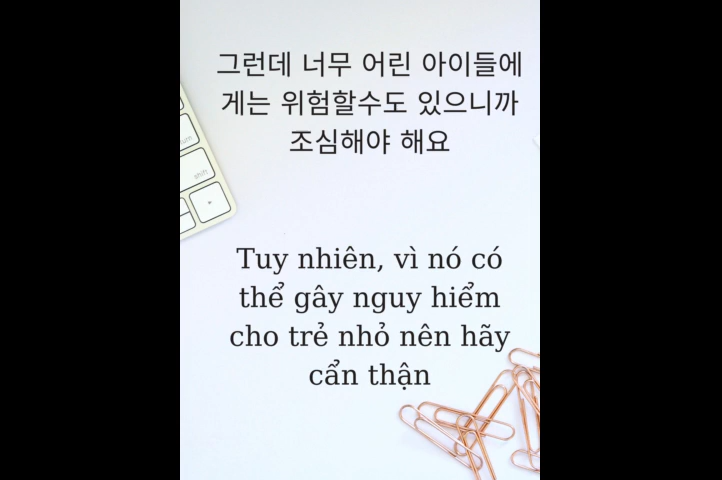 그런데 너무 어린 아이들에
게는 위험할수도 있으니까
조심해야 해요
urn
shift
Tuy nhiên, vì nó có
thể gây nguy hiểm
cho trẻ nhỏ nên hãy
cẩn thận